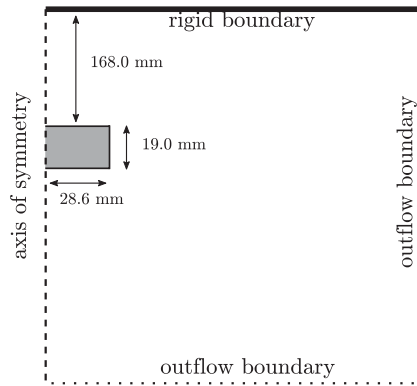 rigid boundary
168.0 mm
19.0 mm
28.6 mm
axis of symmetry
outflow boundary
outflow boundary